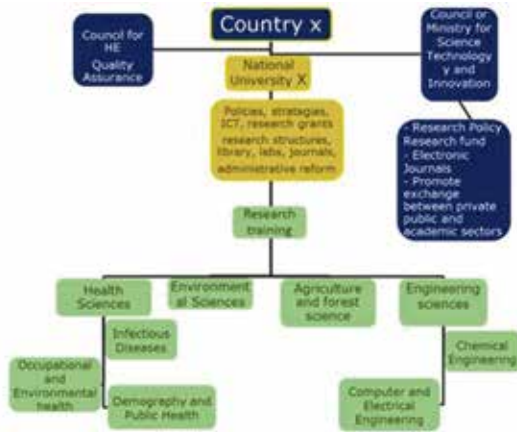 Country x
Council for
HE
Quality
Assurance
National
University X
Council or
Ministry for
Science
Technolog
y and
Innovation
Policies, strategies,
ICT, research grants
research structures,
library, labs, journals,
administrative reform
- Research Policy
Research fund
- Electronic
Journals
- Promote
exchange
between private
public and
academic sectors
Research
training
Health
Sciences
Environment
al Sciences
Agriculture
and forest
science
Engineering
sciences
Infectious
Diseases
Occupational
and
Environmental
health
Demography
and Public Health
Chemical
Engineering
Computer and
Electrical
Engineering